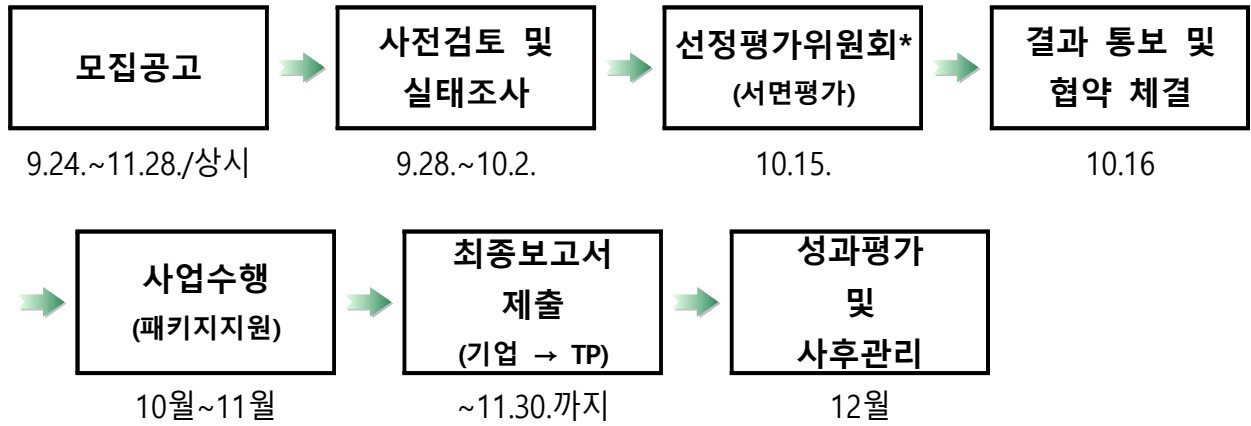 모집공고
사전검토 및
실태조사
선정평가위원회*
(서면평가)
결과 통보 및
협약 체결
9.24.~11.28./상시
9.28.~10.2.
10.15.
10.16
사업수행
(패키지지원)
최종보고서
제출
(기업 → TP)
성과평가
및
사후관리
10월~11월
~11.30.까지
12월